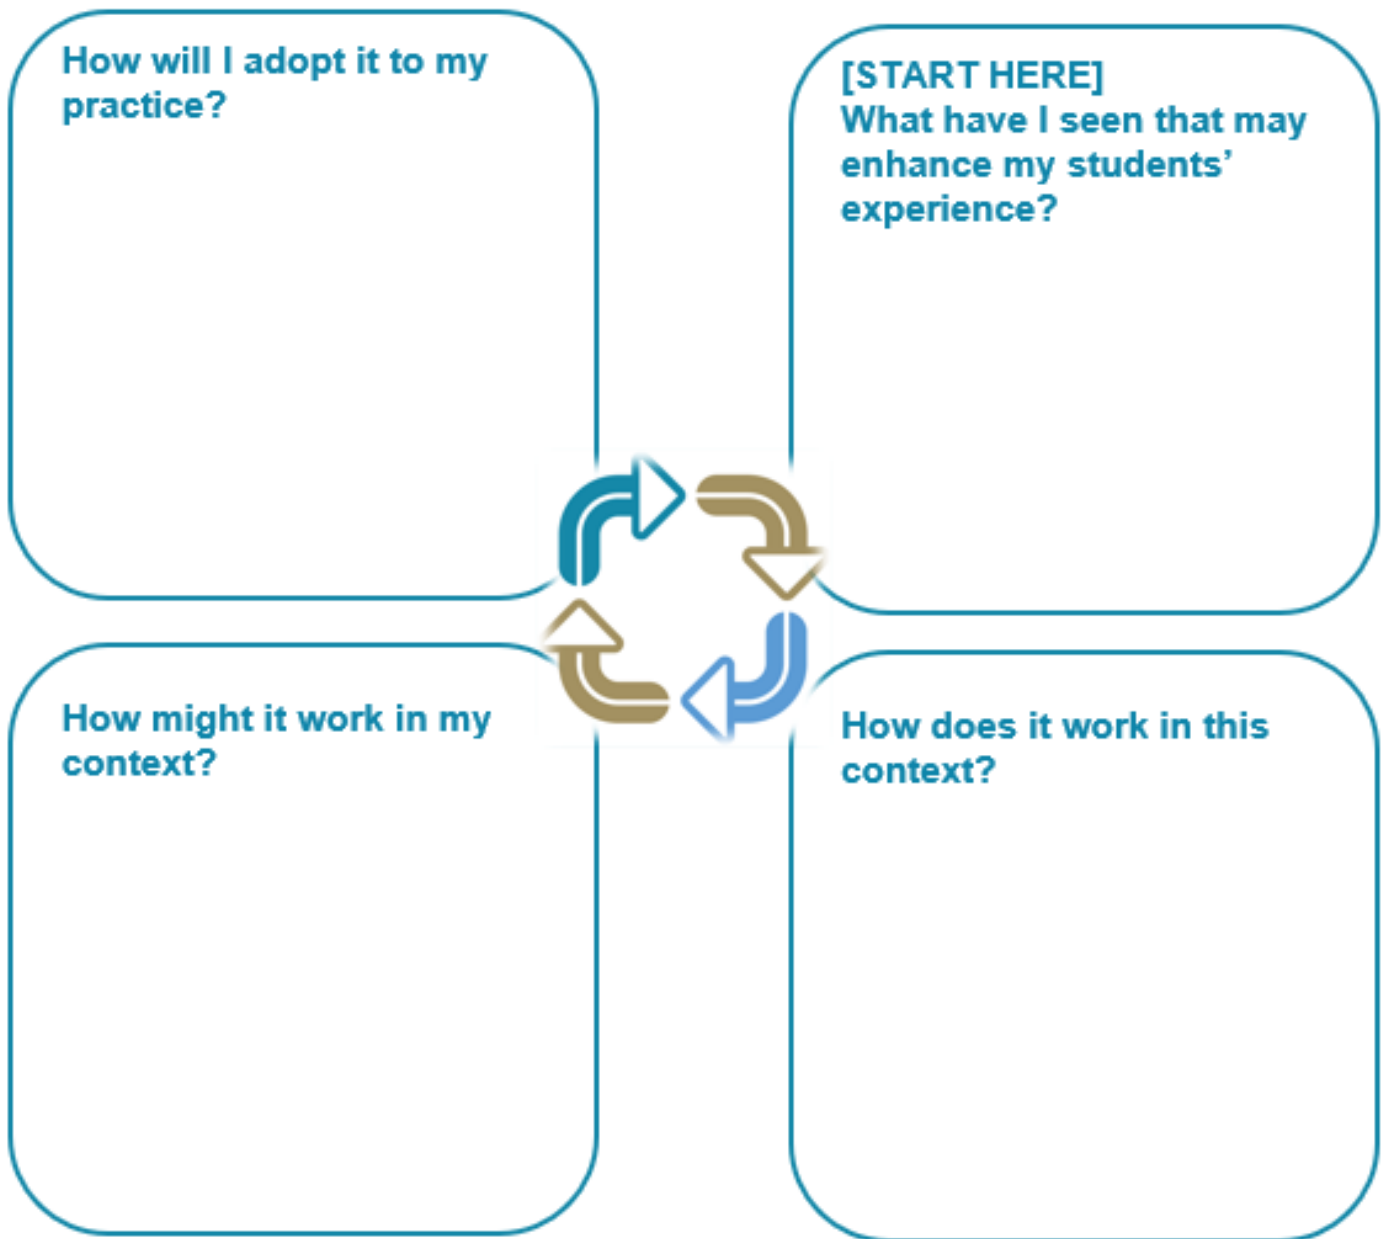 How will I adopt it to my
practice?
[START HERE]
What have I seen that may
enhance my students’
experience?
How might it work in my
context?
How does it work in this
context?